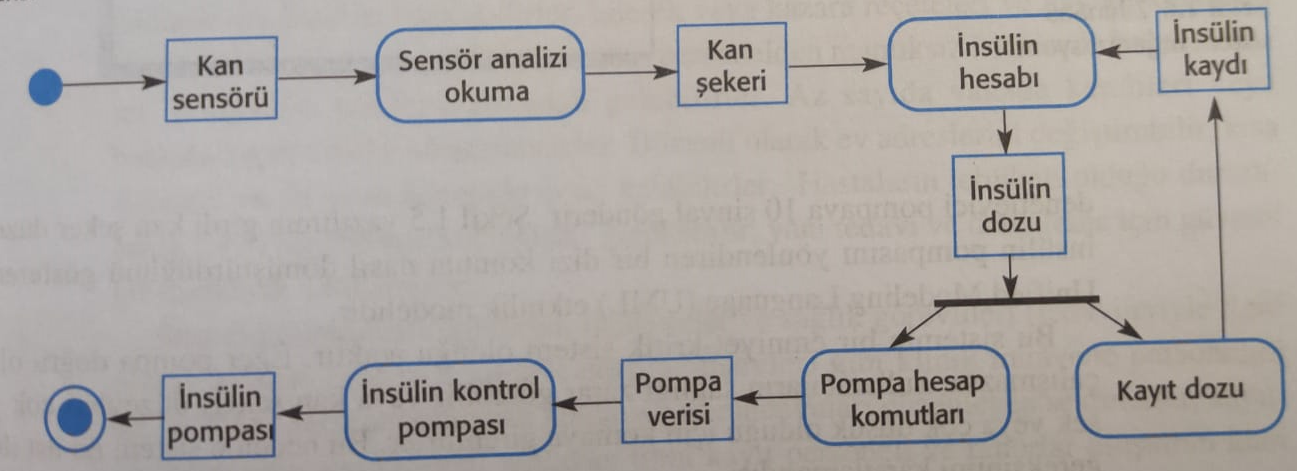 Kan
sensörü
Sensör analizi
okuma
Kan
şekeri
İnsülin
hesabı
İnsülin
kaydı
İnsülin
dozu
İnsülin
pompası
İnsülin kontrol
pompası
Pompa
verisi
Pompa hesap
komutları
Kayıt dozu